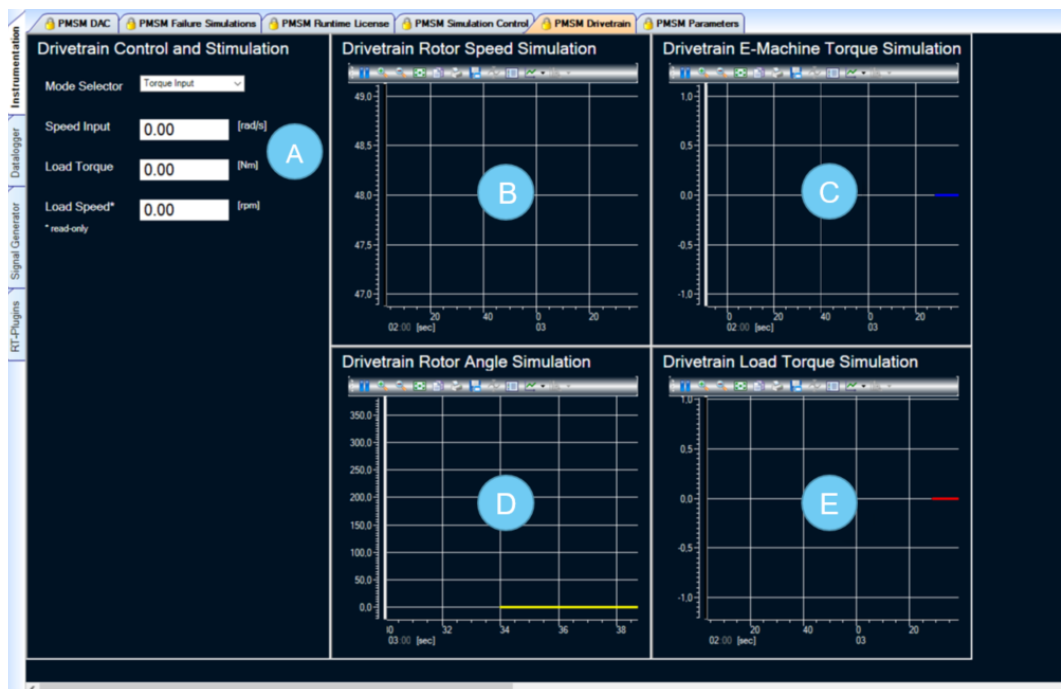 PMSM DAC
PMSM Failure Simulations
PMSM Runtime License
PMSM Simulation Control
PMSM Drivetrain
PMSM Parameters
Instrumentation
Datalogger
Signal Generator
RT-Plugins
Drivetrain Control and Stimulation
Mode Selector Torque Input
Speed Input 0.00 [rad/s]
Load Torque 0.00 [Nm]
Load Speed* 0.00 [rpm]
* read-only
A
Drivetrain Rotor Speed Simulation
49,0
48,5
48,0
47,5
47,0
B
20 40 0 20
02:00 [sec] 03
Drivetrain E-Machine Torque Simulation
1,0
0,5
0,0
-0,5
-1,0
C
0 20 40 0 20
02:00 [sec] 03
Drivetrain Rotor Angle Simulation
350,0
300,0
250,0
200,0
150,0
100,0
50,0
0,0
D
32 34 36 38
03:00 [sec]
Drivetrain Load Torque Simulation
1,0
0,5
0,0
-0,5
-1,0
E
20 40 0 20
02:00 [sec] 03